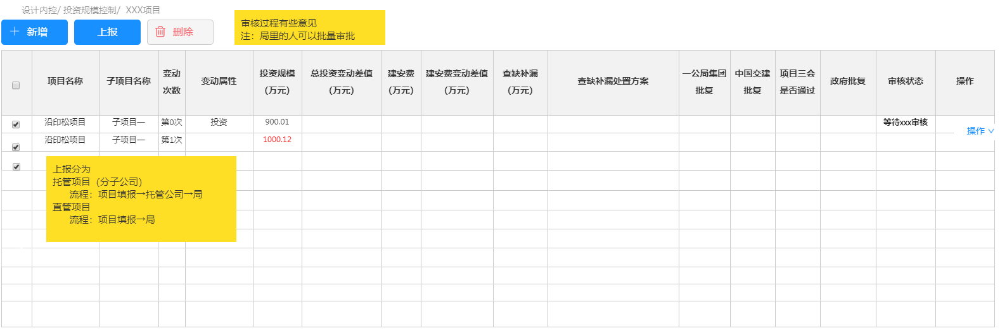 设计内控/ 投资规模控制/ XXX项目
新增 上报 删除
审核过程有些意见
注：局里的人可以批量审批
项目名称 子项目名称 变动次数 变动属性 投资规模（万元） 总投资变动差值（万元） 建安费（万元） 建安费变动差值（万元） 查缺补漏（万元） 查缺补漏处置方案 一公局集团批复 中国交建批复 项目三会是否通过 政府批复 审核状态 操作
沿印松项目 子项目一 第0次 投资 900.01 等待xxx审核
操作
沿印松项目 子项目一 第1次 1000.12
上报分为
托管项目（分子公司）
流程：项目填报→托管公司→局
直管项目
流程：项目填报→局